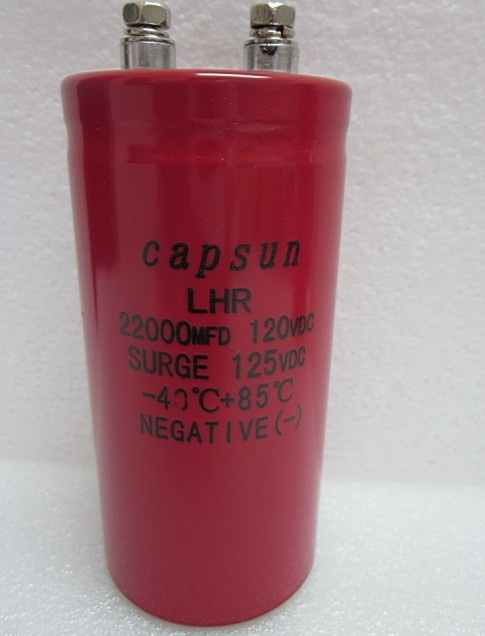 capsun
LHR
22000MFD 120VDC
SURGE 125VDC
-40℃+85℃
NEGATIVE(-)